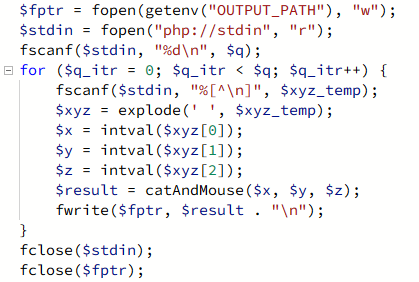 $fptr = fopen(getenv("OUTPUT_PATH"), "w");
$stdin = fopen("php://stdin", "r");
fscanf($stdin, "%d\n", $q);
for ($q_itr = 0; $q_itr < $q; $q_itr++) {
    fscanf($stdin, "%[^\n]", $xyz_temp);
    $xyz = explode(' ', $xyz_temp);
    $x = intval($xyz[0]);
    $y = intval($xyz[1]);
    $z = intval($xyz[2]);
    $result = catAndMouse($x, $y, $z);
    fwrite($fptr, $result . "\n");
}
fclose($stdin);
fclose($fptr);